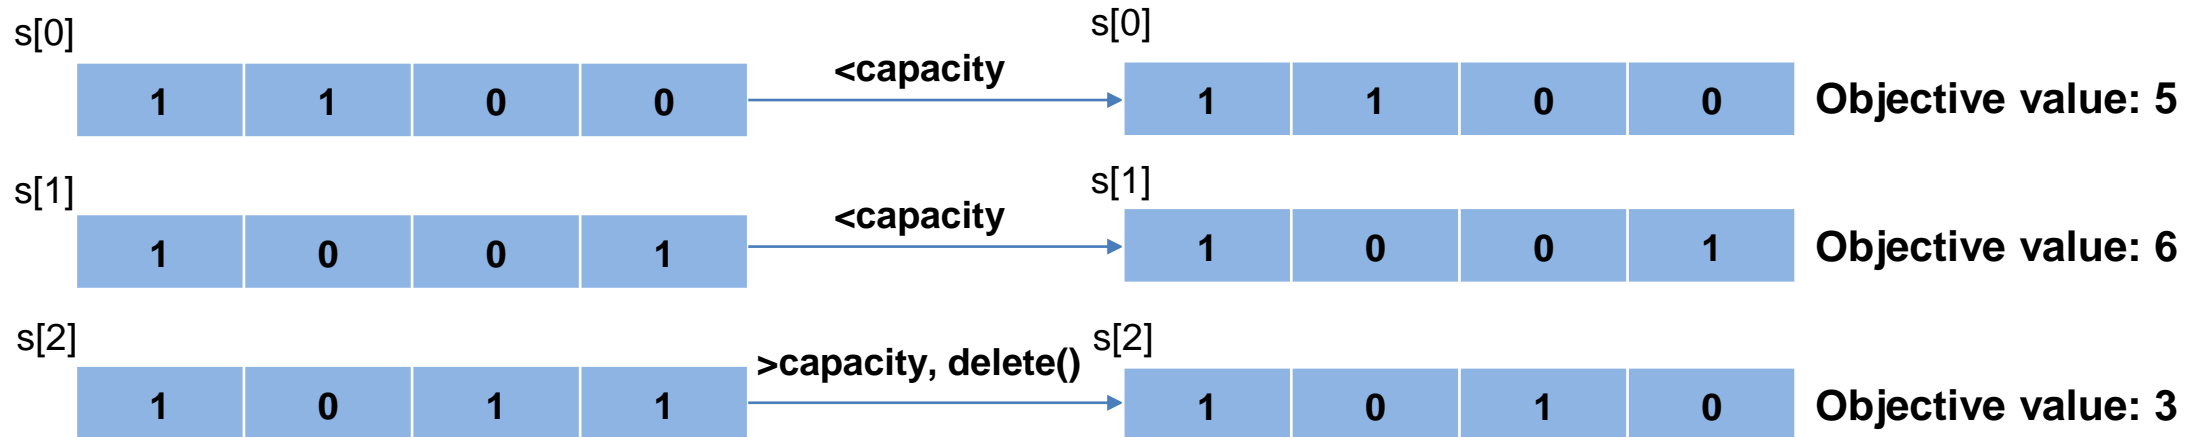 s[0] s[0]
<capacity
1 1 0 0 1 1 0 0 Objective value: 5
s[1] s[1]
<capacity
1 0 0 1 1 0 0 1 Objective value: 6
s[2] s[2]
>capacity, delete()
1 0 1 1 1 0 1 0 Objective value: 3